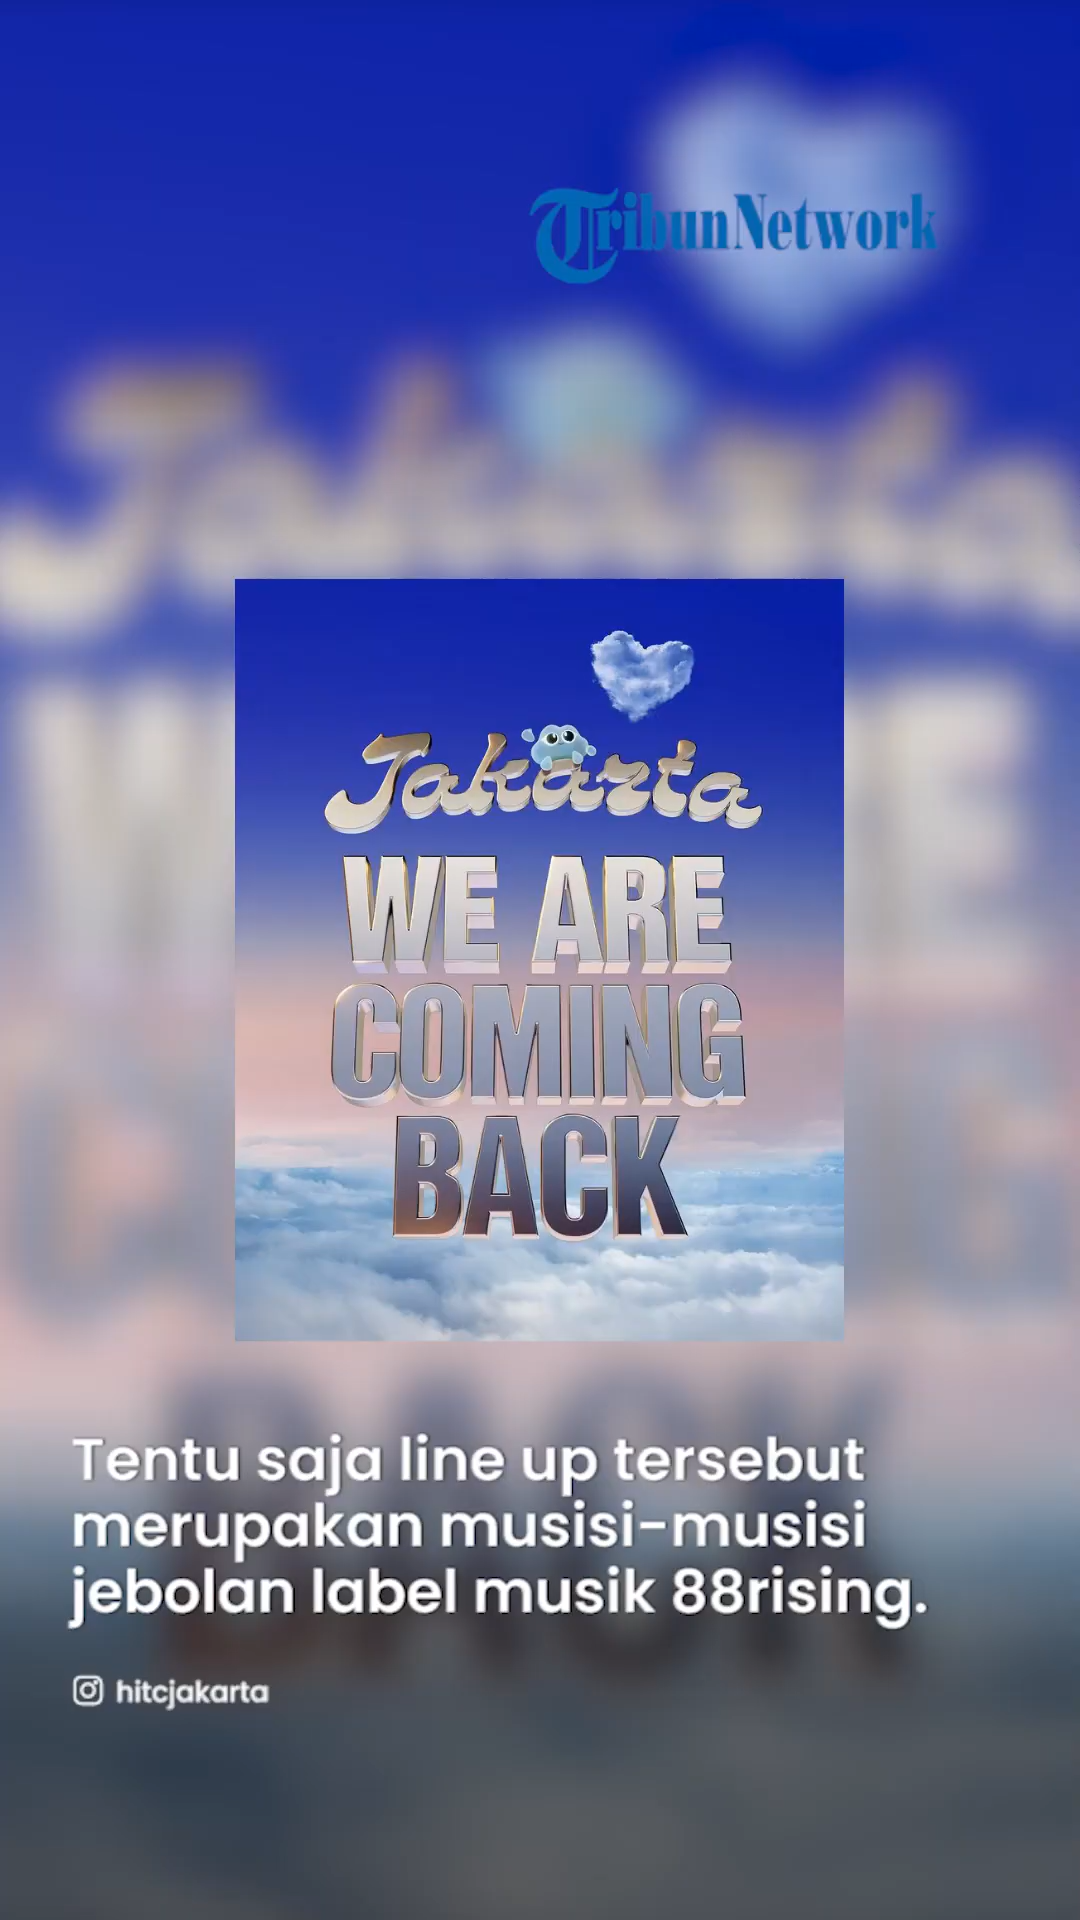 TribunNetwork
Jakarta
WE ARE
COMING
BACK
Tentu saja line up tersebut
merupakan musisi-musisi
jebolan label musik 88rising.
hitcjakarta